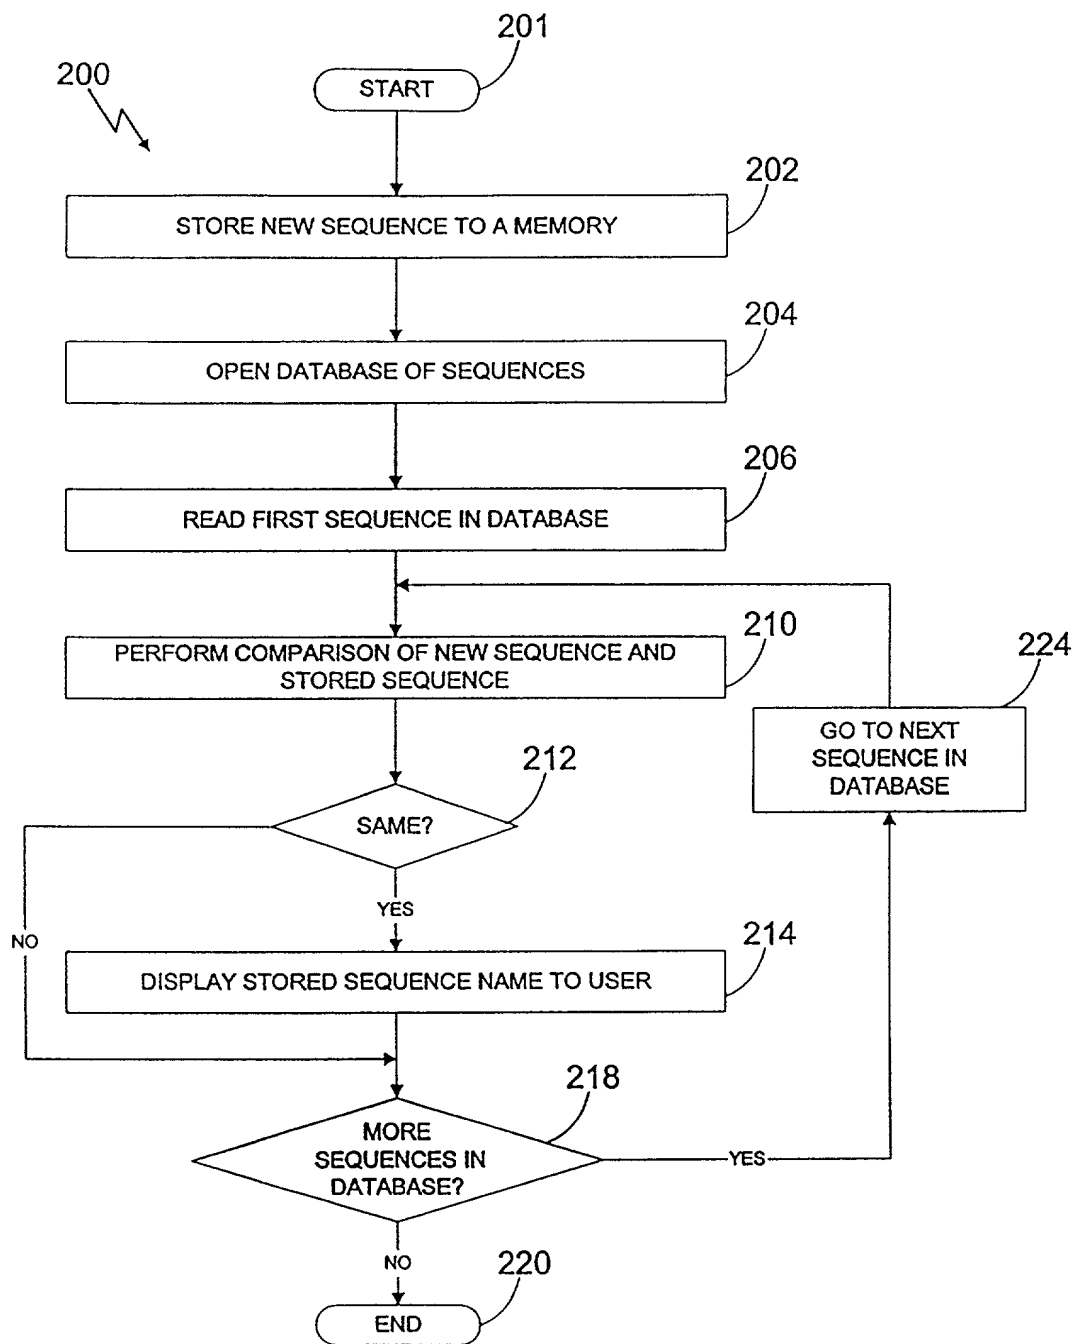 201
START
200
202
STORE NEW SEQUENCE TO A MEMORY
204
OPEN DATABASE OF SEQUENCES
206
READ FIRST SEQUENCE IN DATABASE
210
PERFORM COMPARISON OF NEW SEQUENCE AND
STORED SEQUENCE
224
GO TO NEXT
SEQUENCE IN
DATABASE
212
SAME?
YES
NO
214
DISPLAY STORED SEQUENCE NAME TO USER
218
MORE
SEQUENCES IN
DATABASE?
YES
NO
220
END